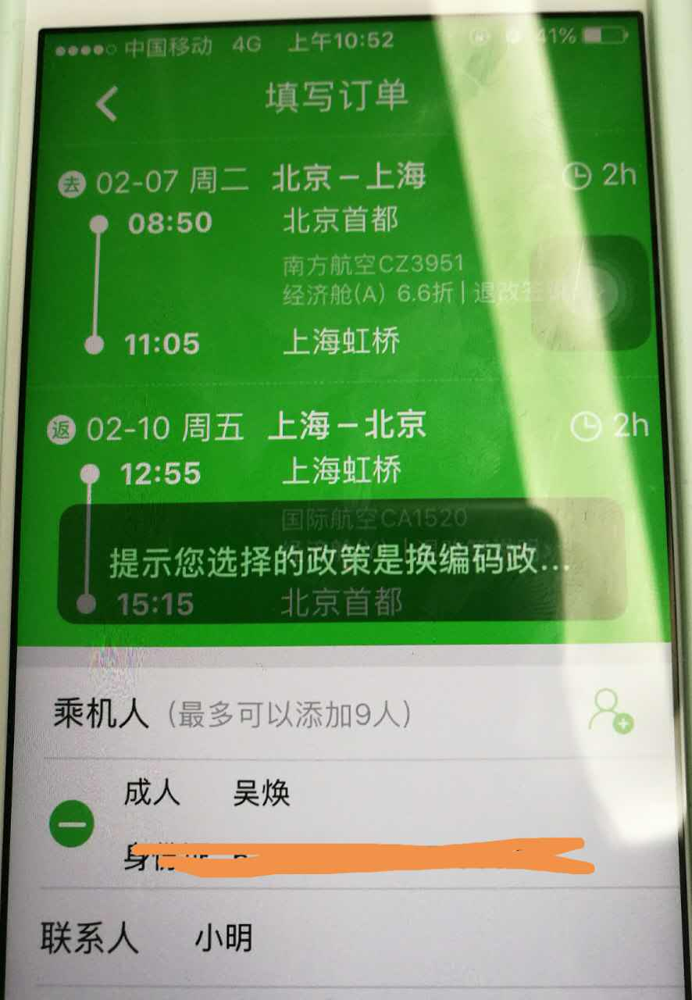 中国移动 4G 上午10:52 41%
填写订单
去 02-07 周二 北京－上海 2h
08:50 北京首都
南方航空CZ3951
经济舱(A) 6.6折 | 退改签
11:05 上海虹桥
返 02-10 周五 上海－北京 2h
12:55 上海虹桥
国际航空CA1520
提示您选择的政策是换编码政...
15:15 北京首都
乘机人（最多可以添加9人）
成人 吴焕
身份
联系人 小明